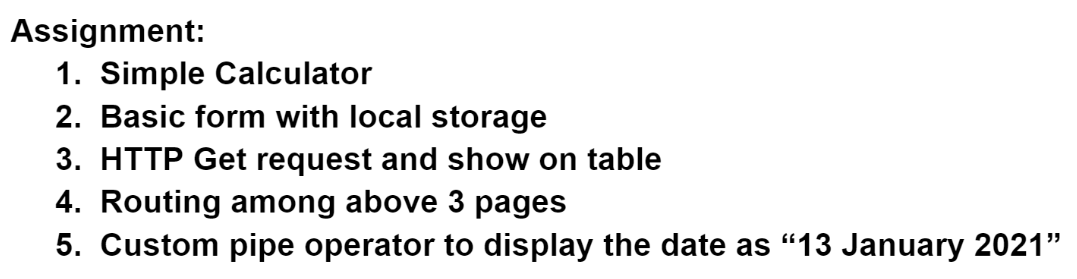 Assignment:
1. Simple Calculator
2. Basic form with local storage
3. HTTP Get request and show on table
4. Routing among above 3 pages
5. Custom pipe operator to display the date as “13 January 2021”